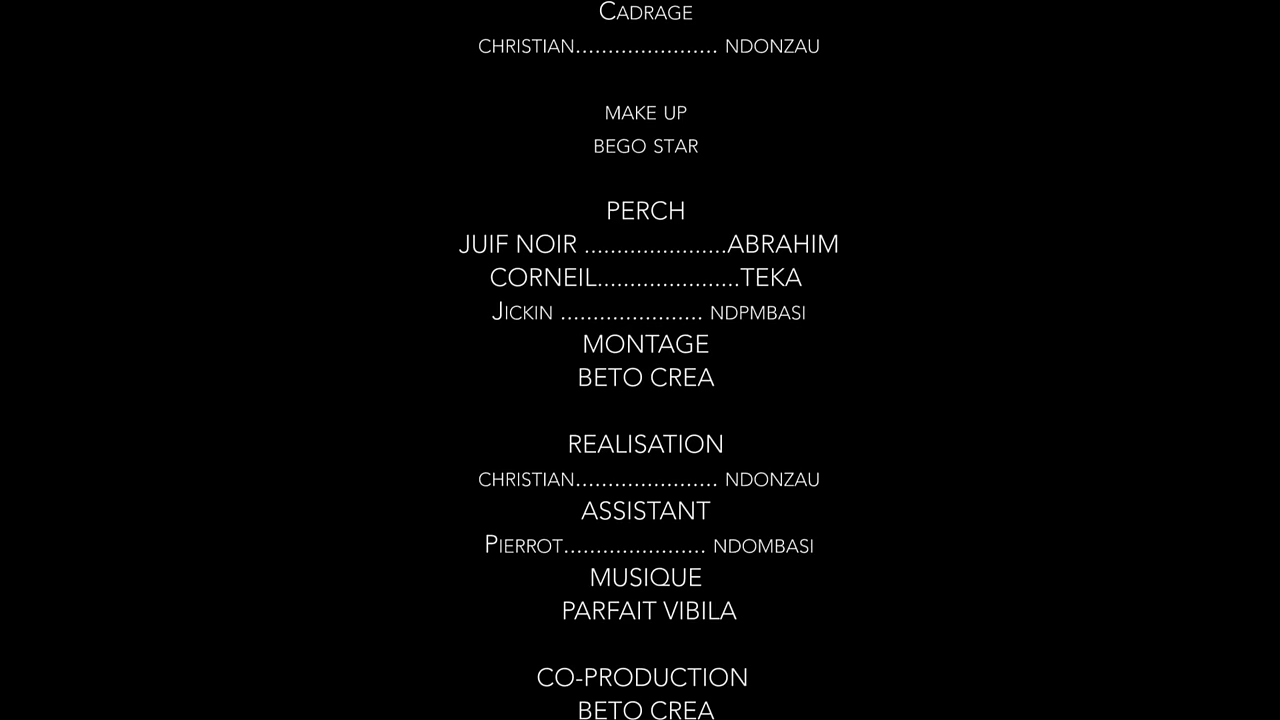 Cadrage
christian...................... ndonzau
make up
bego star
PERCH
JUIF NOIR ......................ABRAHIM
CORNEIL......................TEKA
Jickin ...................... ndpmbasi
MONTAGE
BETO CREA
REALISATION
christian...................... ndonzau
ASSISTANT
Pierrot...................... ndombasi
MUSIQUE
PARFAIT VIBILA
CO-PRODUCTION
BETO CREA